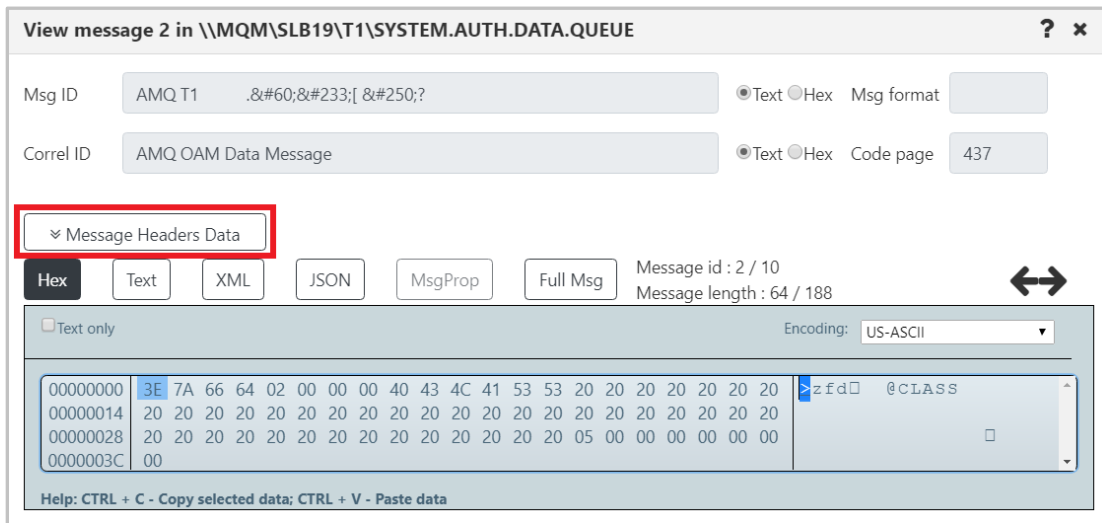 View message 2 in \\MQM\SLB19\T1\SYSTEM.AUTH.DATA.QUEUE ? ×
Msg ID AMQ T1 .&#60;&#233;[ &#250;? Text Hex Msg format
Correl ID AMQ OAM Data Message Text Hex Code page 437
Message Headers Data
Hex Text XML JSON MsgProp Full Msg Message id : 2 / 10
Message length : 64 / 188
Text only Encoding: US-ASCII
00000000 3E 7A 66 64 02 00 00 00 40 43 4C 41 53 53 20 20 20 20 20 20 20 >zfd□ @CLASS
00000014 20 20 20 20 20 20 20 20 20 20 20 20 20 20 20 20 20 20 20 20 20
00000028 20 20 20 20 20 20 20 20 20 20 20 20 20 20 05 00 00 00 00 00 00 □
0000003C 00
Help: CTRL + C - Copy selected data; CTRL + V - Paste data